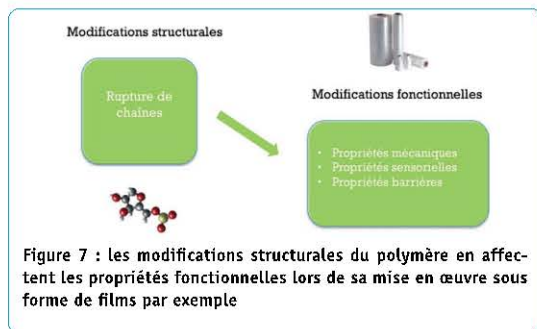 Modifications structurales
Rupture de
chaînes
Modifications fonctionnelles
• Propriétés mécaniques
• Propriétés sensorielles
• Propriétés barrières
Figure 7 : les modifications structurales du polymère en affec-
tent les propriétés fonctionnelles lors de sa mise en œuvre sous
forme de films par exemple